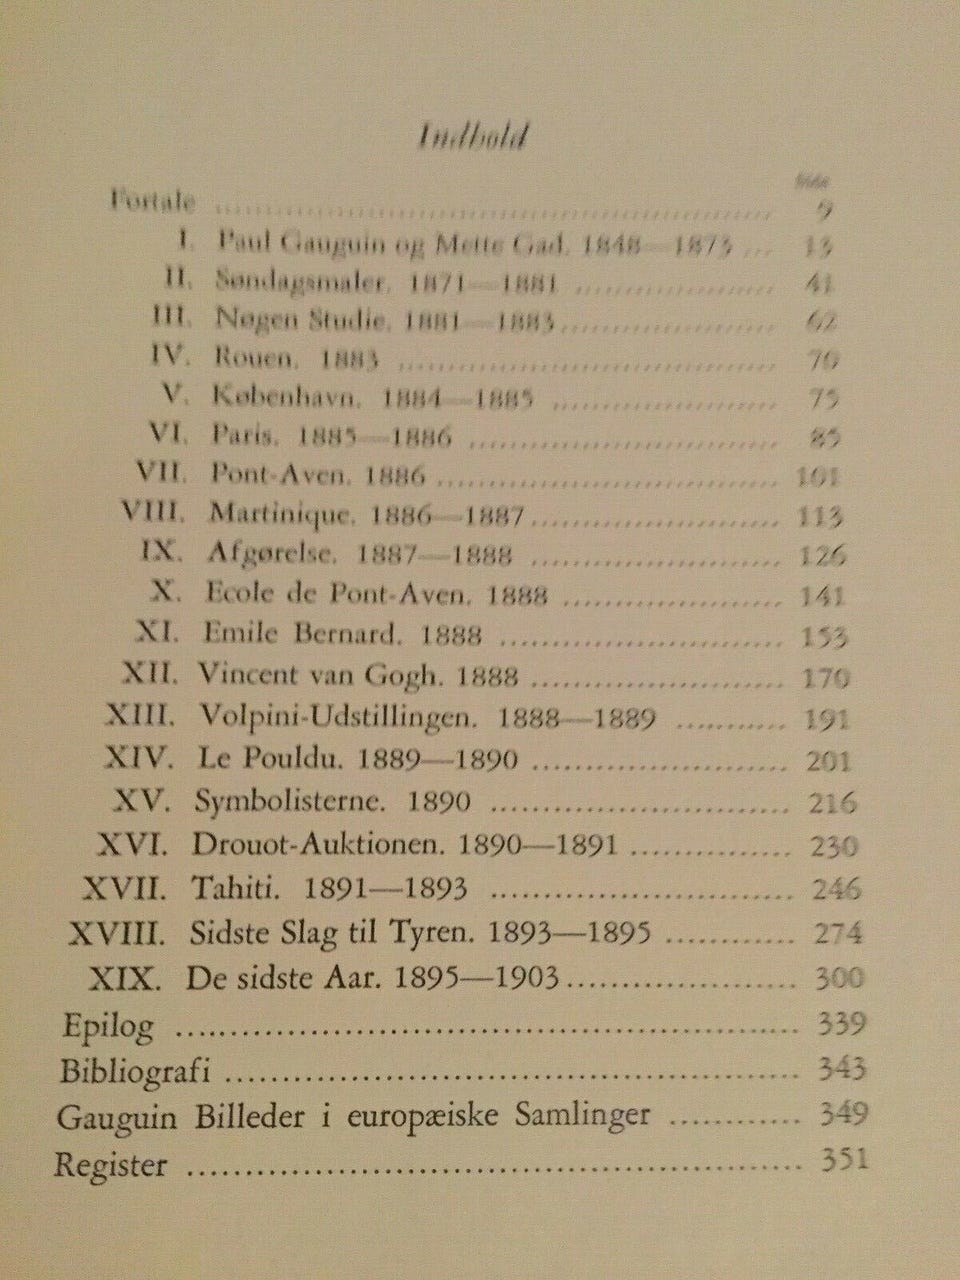 Indhold
Side
Fortale ........ 9
I. Paul Gauguin og Mette Gad. 1848—1873 ... 13
II. Søndagsmaler. 1871—1881 ........ 41
III. Nøgen Studie. 1881—1883 ........ 62
IV. Rouen. 1883 ........ 70
V. København. 1884—1885 ........ 75
VI. Paris. 1885—1886 ........ 85
VII. Pont-Aven. 1886 ........ 101
VIII. Martinique. 1886—1887 ........ 113
IX. Afgørelse. 1887—1888 ........ 126
X. Ecole de Pont-Aven. 1888 ........ 141
XI. Emile Bernard. 1888 ........ 153
XII. Vincent van Gogh. 1888 ........ 170
XIII. Volpini-Udstillingen. 1888—1889 ........ 191
XIV. Le Pouldu. 1889—1890 ........ 201
XV. Symbolisterne. 1890 ........ 216
XVI. Drouot-Auktionen. 1890—1891 ........ 230
XVII. Tahiti. 1891—1893 ........ 246
XVIII. Sidste Slag til Tyren. 1893—1895 ........ 274
XIX. De sidste Aar. 1895—1903 ........ 300
Epilog ........ 339
Bibliografi ........ 343
Gauguin Billeder i europæiske Samlinger ........ 349
Register ........ 351